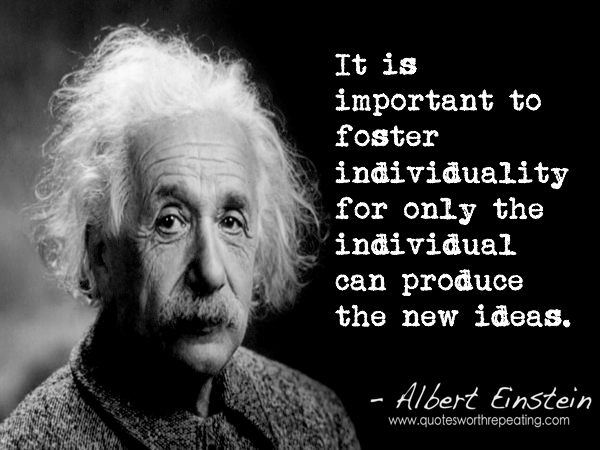 It is
important to
foster
individuality
for only the
individual
can produce
the new ideas.
- Albert Einstein
www.quotesworthrepeating.com